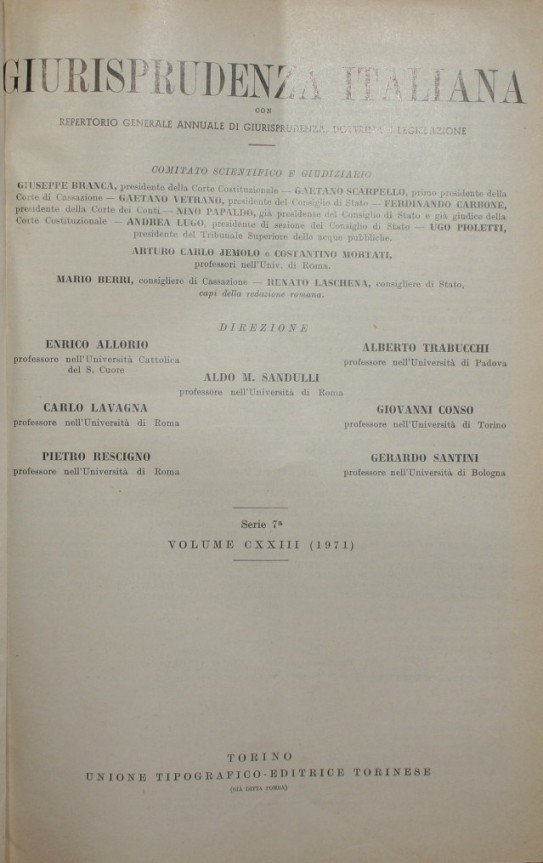 GIURISPRUDENZA ITALIANA
CON
REPERTORIO GENERALE ANNUALE DI GIURISPRUDENZA, DOTTRINA E LEGISLAZIONE
COMITATO SCIENTIFICO E GIUDIZIARIO
GIUSEPPE BRANCA, presidente della Corte Costituzionale — GAETANO SCARPELLO, primo presidente della
Corte di Cassazione — GAETANO VETRANO, presidente del Consiglio di Stato — FERDINANDO CARBONE,
presidente della Corte dei Conti — NINO PAPALDO, già presidente del Consiglio di Stato e già giudice della
Corte Costituzionale — ANDREA LUGO, presidente di sezione del Consiglio di Stato — UGO PIOLETTI,
presidente del Tribunale Superiore delle acque pubbliche.
ARTURO CARLO JEMOLO e COSTANTINO MORTATI,
professori nell'Univ. di Roma.
MARIO BERRI, consigliere di Cassazione — RENATO LASCHENA, consigliere di Stato,
capi della redazione romana.
DIREZIONE
ENRICO ALLORIO
professore nell'Università Cattolica
del S. Cuore
ALBERTO TRABUCCHI
professore nell'Università di Padova
ALDO M. SANDULLI
professore nell'Università di Roma
CARLO LAVAGNA
professore nell'Università di Roma
GIOVANNI CONSO
professore nell'Università di Torino
PIETRO RESCIGNO
professore nell'Università di Roma
GERARDO SANTINI
professore nell'Università di Bologna
Serie 7ª
VOLUME CXXIII (1971)
TORINO
UNIONE TIPOGRAFICO-EDITRICE TORINESE
(GIÀ DITTA POMBA)